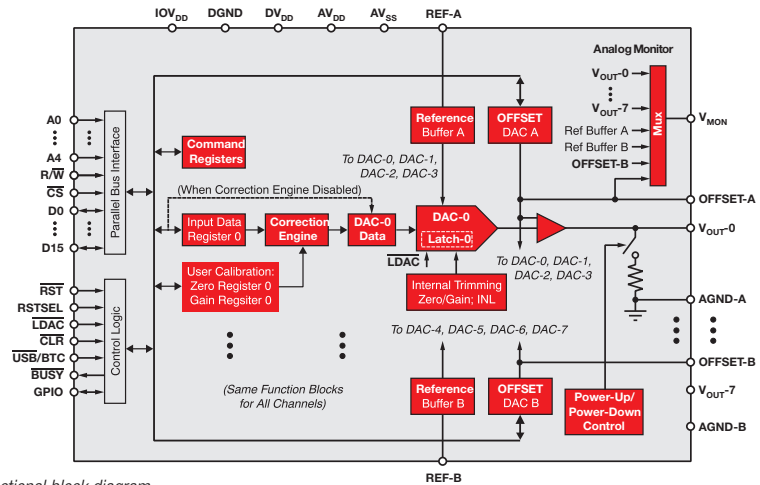 IOVDD DGND DVDD AVDD AVSS REF-A
Analog Monitor
VOUT-0
VOUT-7
Ref Buffer A
Ref Buffer B
OFFSET-B
Mux
VMON
A0
A4
R/W
CS
D0
D15
Parallel Bus Interface
Command
Registers
Reference
Buffer A
OFFSET
DAC A
To DAC-0, DAC-1,
DAC-2, DAC-3
(When Correction Engine Disabled)
Input Data
Register 0
Correction
Engine
DAC-0
Data
DAC-0
Latch-0
LDAC
OFFSET-A
VOUT-0
User Calibration:
Zero Register 0
Gain Regsiter 0
Internal Trimming
Zero/Gain; INL
To DAC-0, DAC-1,
DAC-2, DAC-3
AGND-A
RST
RSTSEL
LDAC
CLR
USB/BTC
BUSY
GPIO
Control Logic
To DAC-4, DAC-5, DAC-6, DAC-7
(Same Function Blocks
for All Channels)
Reference
Buffer B
OFFSET
DAC B
Power-Up/
Power-Down
Control
OFFSET-B
VOUT-7
AGND-B
REF-B
ctional block diagram